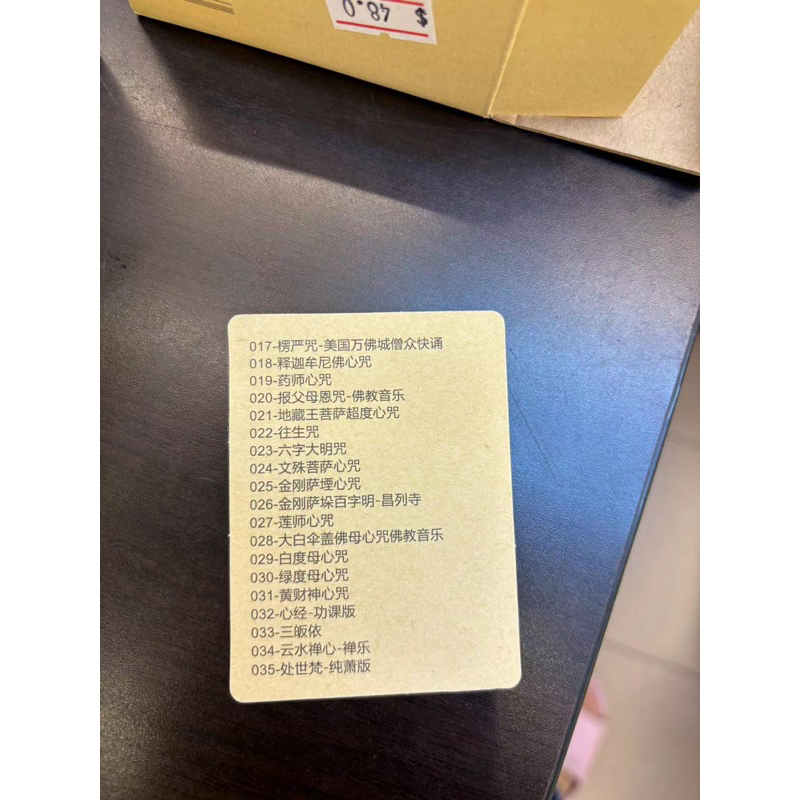 $ 48.0
017-楞严咒-美国万佛城僧众快诵
018-释迦牟尼佛心咒
019-药师心咒
020-报父母恩咒-佛教音乐
021-地藏王菩萨超度心咒
022-往生咒
023-六字大明咒
024-文殊菩萨心咒
025-金刚萨埵心咒
026-金刚萨垛百字明-昌列寺
027-莲师心咒
028-大白伞盖佛母心咒佛教音乐
029-白度母心咒
030-绿度母心咒
031-黄财神心咒
032-心经-功课版
033-三皈依
034-云水禅心-禅乐
035-处世梵-纯萧版